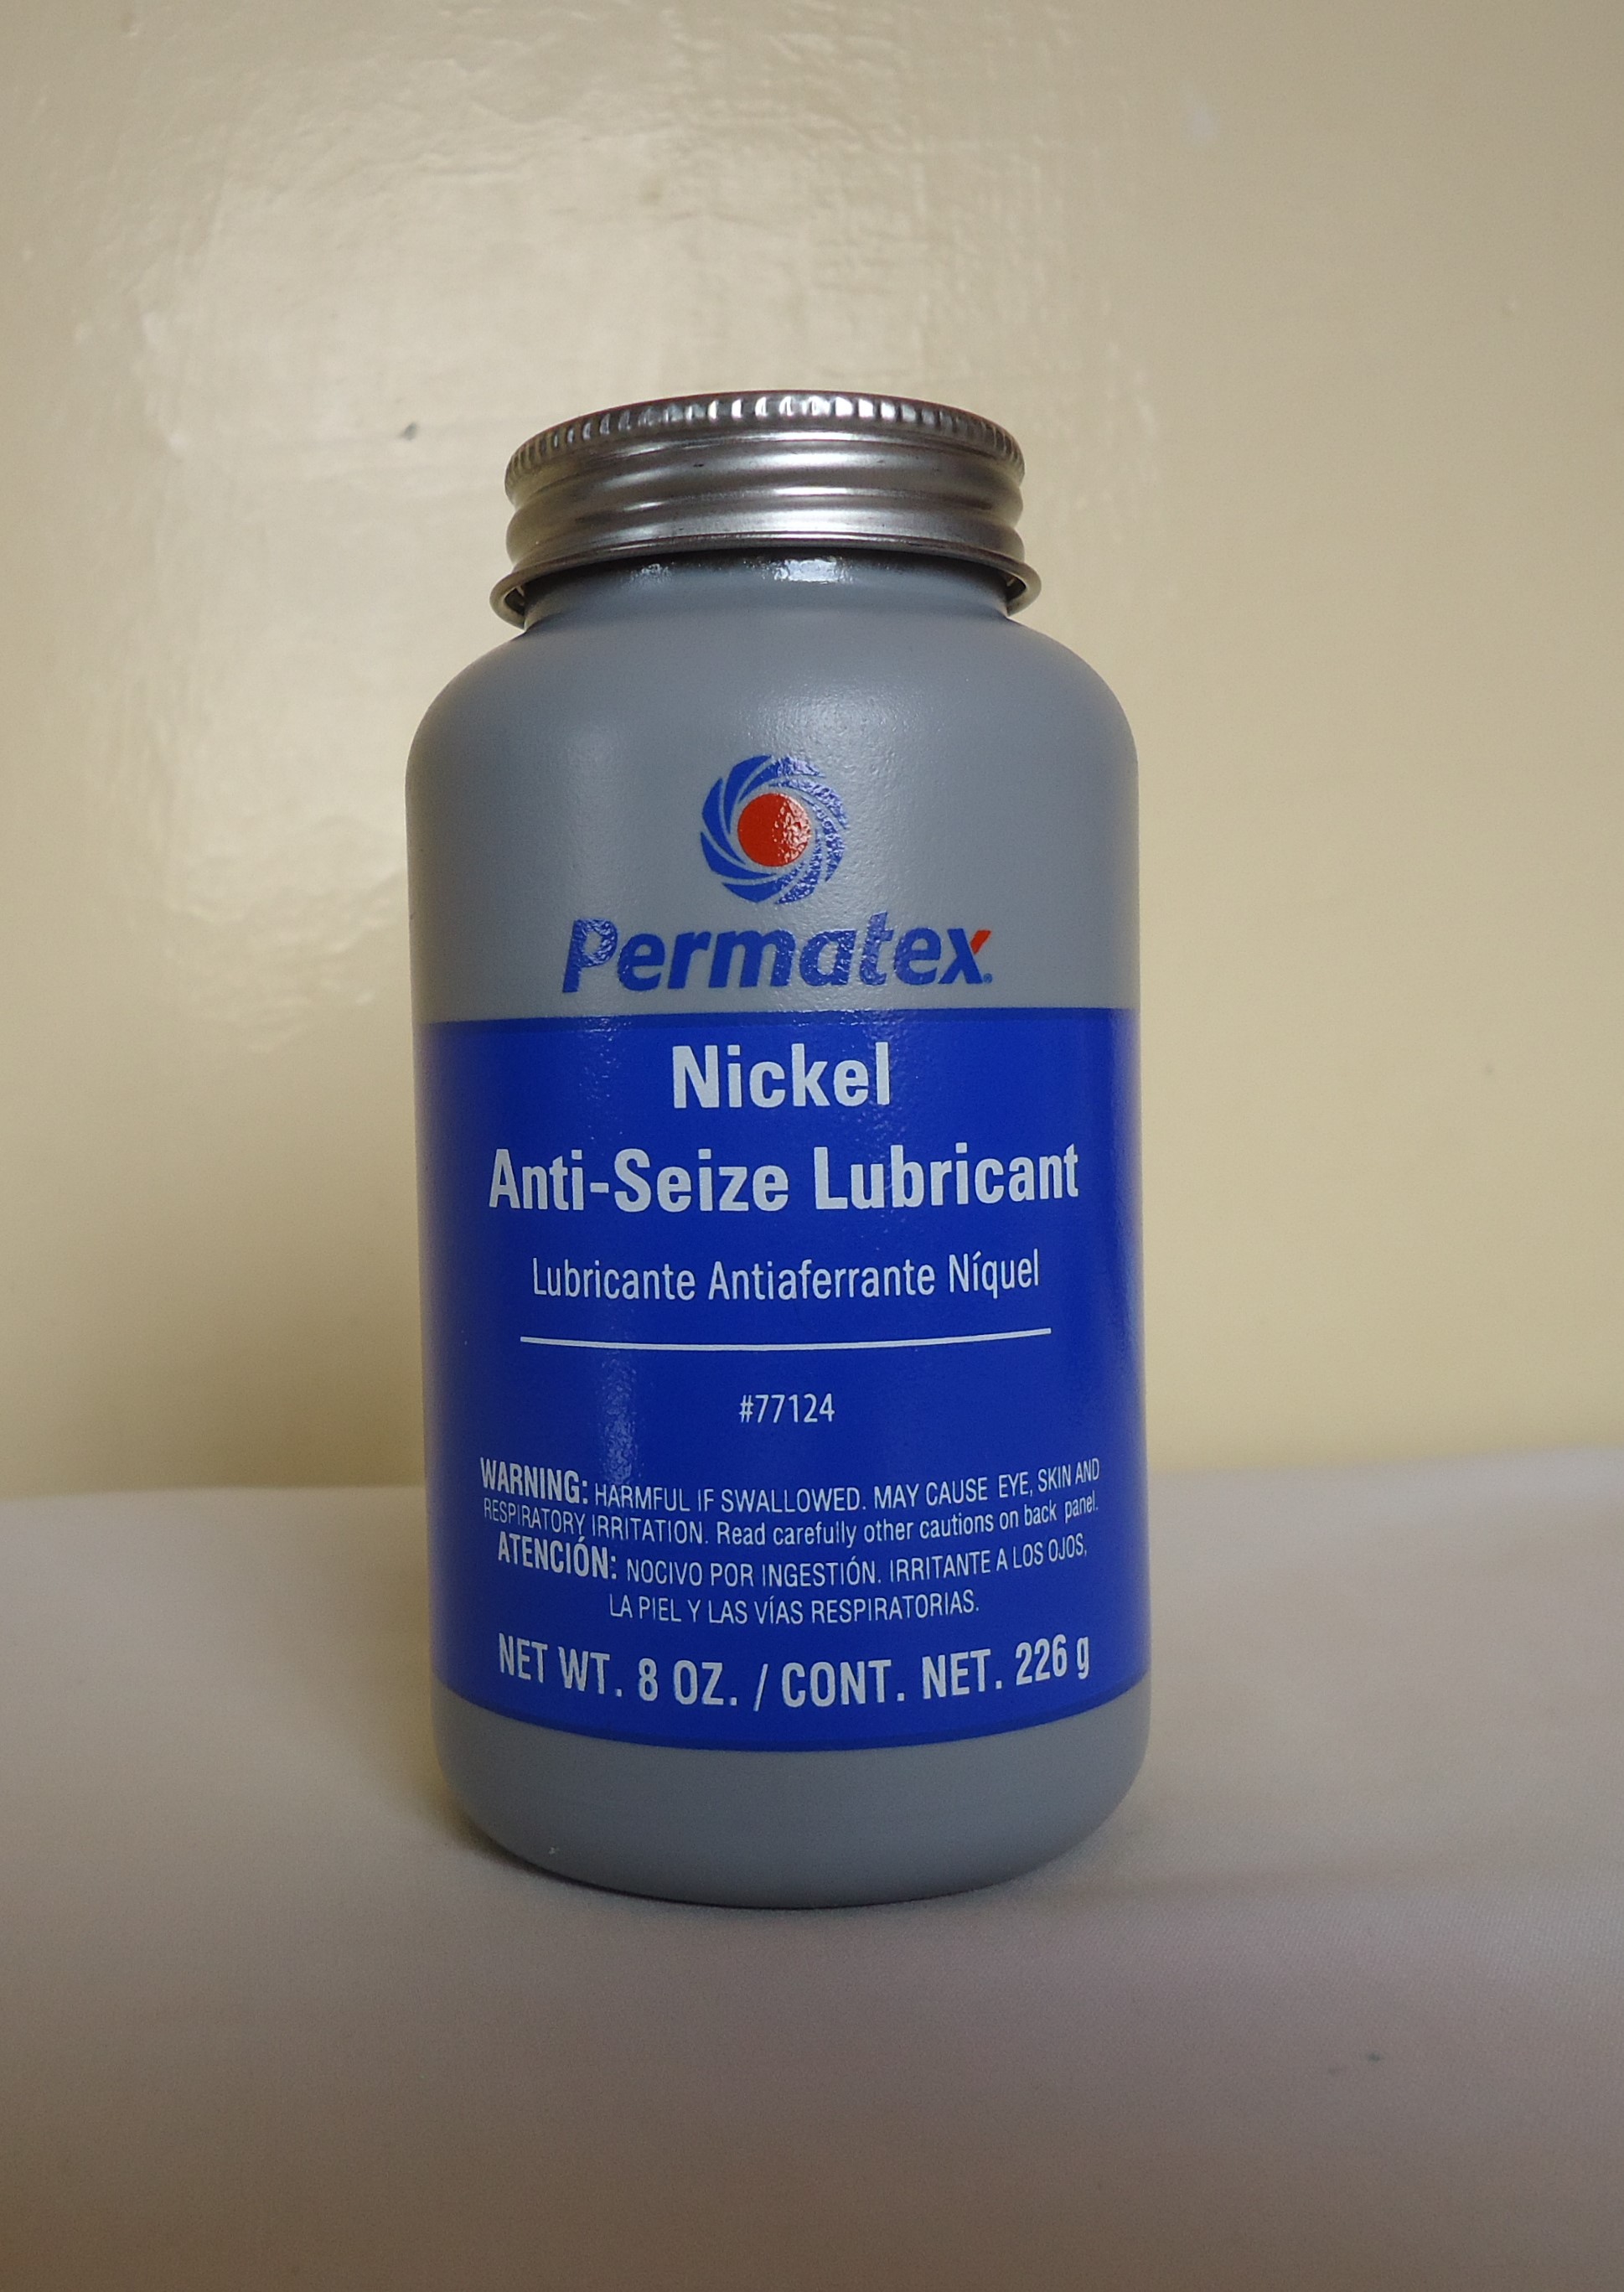 Permatex
Nickel
Anti-Seize Lubricant
Lubricante Antiaferrante Níquel
#77124
WARNING: HARMFUL IF SWALLOWED. MAY CAUSE EYE, SKIN AND
RESPIRATORY IRRITATION. Read carefully other cautions on back panel.
ATENCIÓN: NOCIVO POR INGESTIÓN. IRRITANTE A LOS OJOS,
LA PIEL Y LAS VÍAS RESPIRATORIAS.
NET WT. 8 OZ. / CONT. NET. 226 g